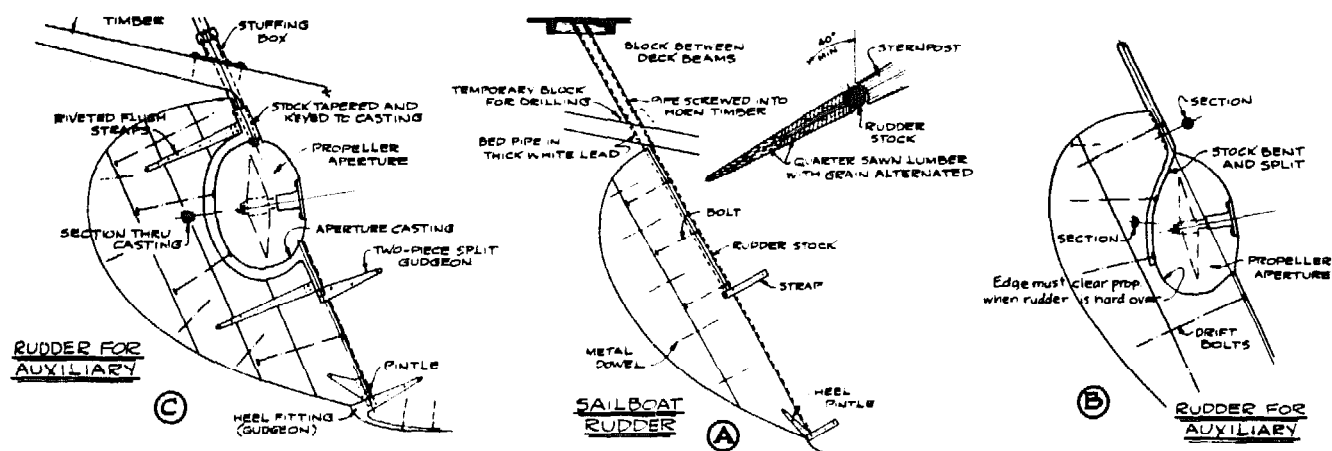 TIMBER
STUFFING
BOX
STOCK TAPERED AND
KEYED TO CASTING
RIVETED FLUSH
STRAPS
PROPELLER
APERTURE
SECTION THRU
CASTING
APERTURE CASTING
TWO-PIECE SPLIT
GUDGEON
RUDDER FOR
AUXILIARY
C
PINTLE
HEEL FITTING
(GUDGEON)
BLOCK BETWEEN
DECK BEAMS
TEMPORARY BLOCK
FOR DRILLING
PIPE SCREWED INTO
HORN TIMBER
BED PIPE IN
THICK WHITE LEAD
MIN
STERNPOST
RUDDER
STOCK
QUARTER SAWN LUMBER
WITH GRAIN ALTERNATED
BOLT
RUDDER STOCK
STRAP
METAL
DOWEL
HEEL
PINTLE
SAILBOAT
RUDDER
A
SECTION
STOCK BENT
AND SPLIT
SECTION
PROPELLER
APERTURE
Edge must clear prop
when rudder is hard over
DRIFT
BOLTS
B
RUDDER FOR
AUXILIARY